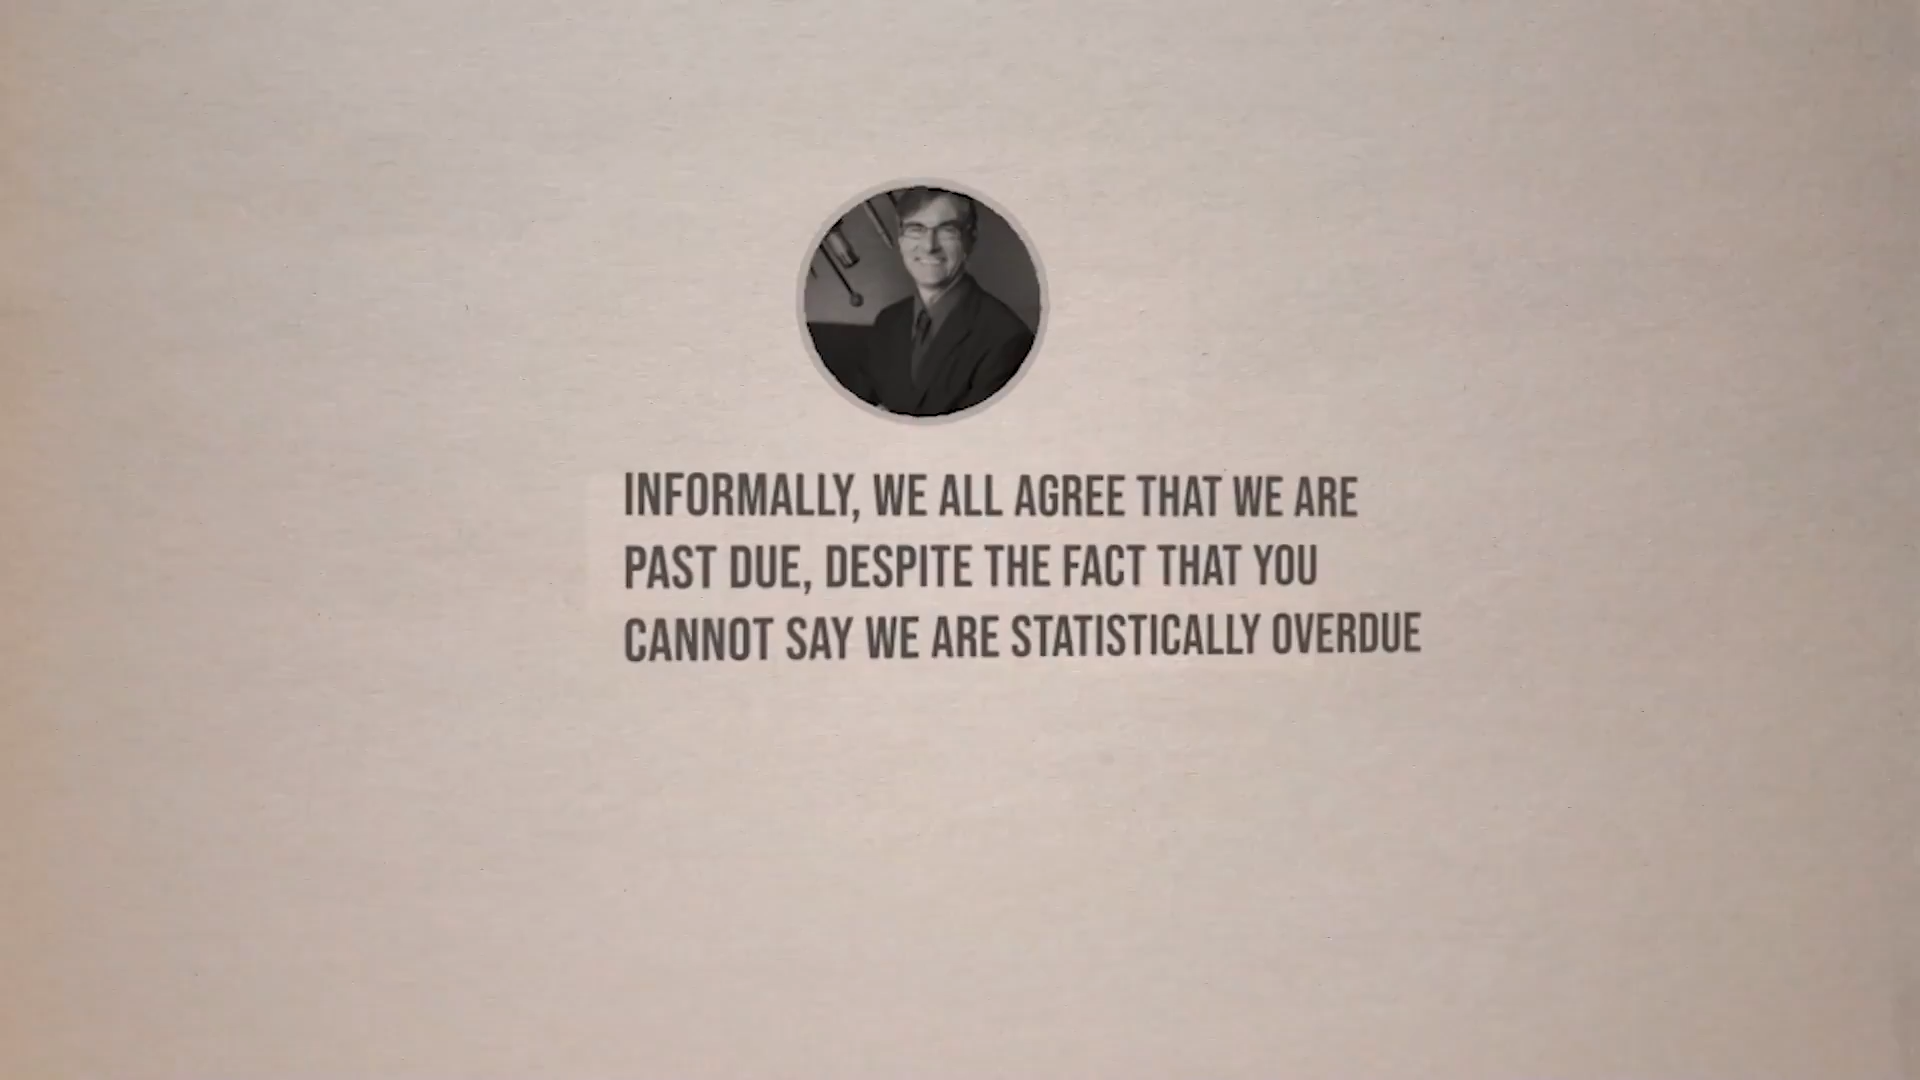 INFORMALLY, WE ALL AGREE THAT WE ARE
PAST DUE, DESPITE THE FACT THAT YOU
CANNOT SAY WE ARE STATISTICALLY OVERDUE